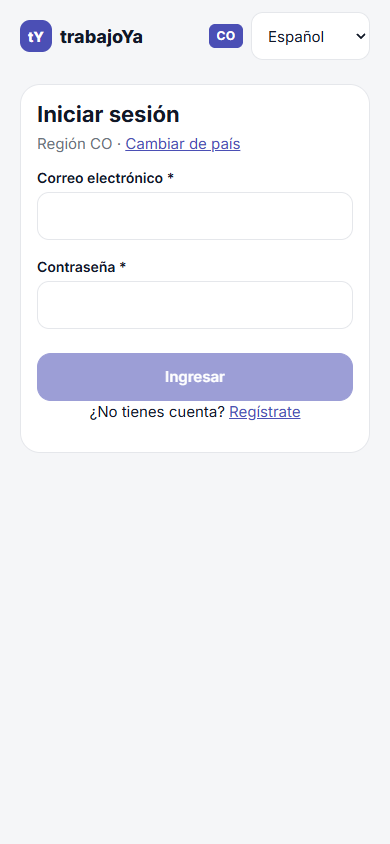 tY trabajoYa CO Español
Iniciar sesión
Región CO · Cambiar de país
Correo electrónico *
Contraseña *
Ingresar
¿No tienes cuenta? Regístrate